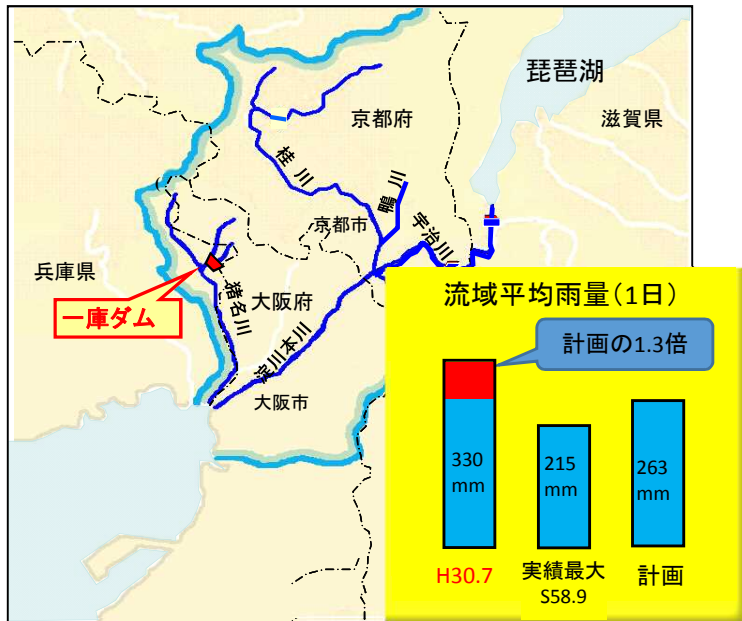 琵琶湖
滋賀県
京都府
桂川
鴨川
京都市
宇治川
兵庫県
一庫ダム
猪名川
大阪府
淀川本川
大阪市
流域平均雨量（1日）
計画の1.3倍
330
mm
215
mm
263
mm
H30.7
実績最大
S58.9
計画